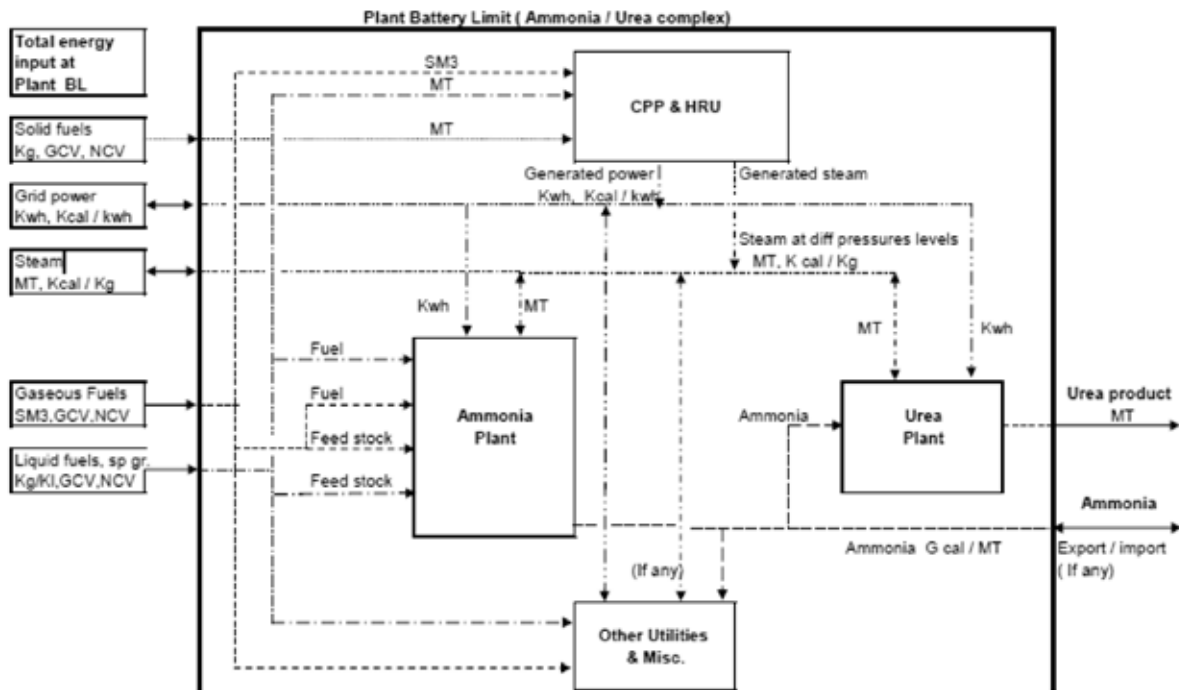 Plant Battery Limit ( Ammonia / Urea complex)
Total energy
input at
Plant BL
SM3
MT
CPP & HRU
Solid fuels
Kg, GCV, NCV
MT
Generated power
Kwh, Kcal / kwh
Generated steam
Grid power
Kwh, Kcal / kwh
Steam at diff pressures levels
MT, K cal / Kg
Steam
MT, Kcal / Kg
Kwh
MT
MT
Kwh
Fuel
Fuel
Feed stock
Feed stock
Ammonia
Plant
Gaseous Fuels
SM3,GCV,NCV
Liquid fuels, sp gr.
Kg/Kl,GCV,NCV
Ammonia
Urea
Plant
Urea product
MT
Ammonia
Ammonia G cal / MT
Export / import
( If any)
(If any)
Other Utilities
& Misc.